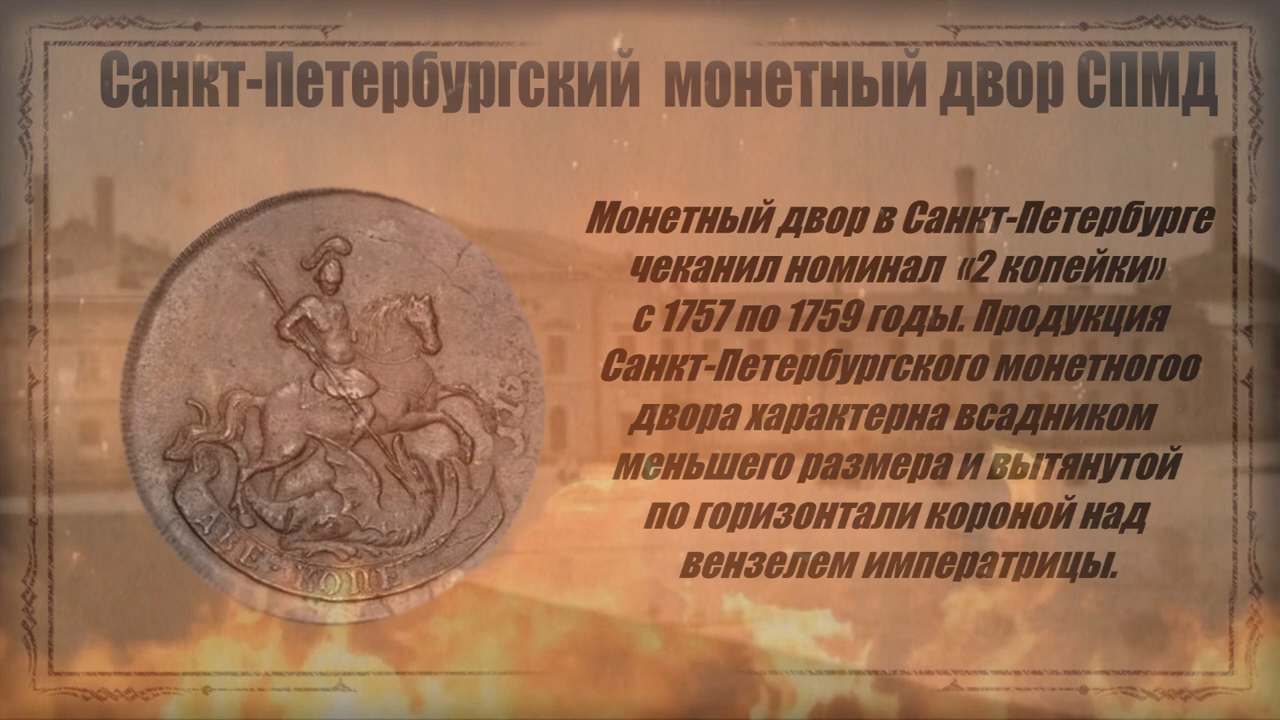 Санкт-Петербургский монетный двор СПМД
Монетный двор в Санкт-Петербурге
чеканил номинал «2 копейки»
с 1757 по 1759 годы. Продукция
Санкт-Петербургского монетногоо
двора характерна всадником
меньшего размера и вытянутой
по горизонтали короной над
вензелем императрицы.